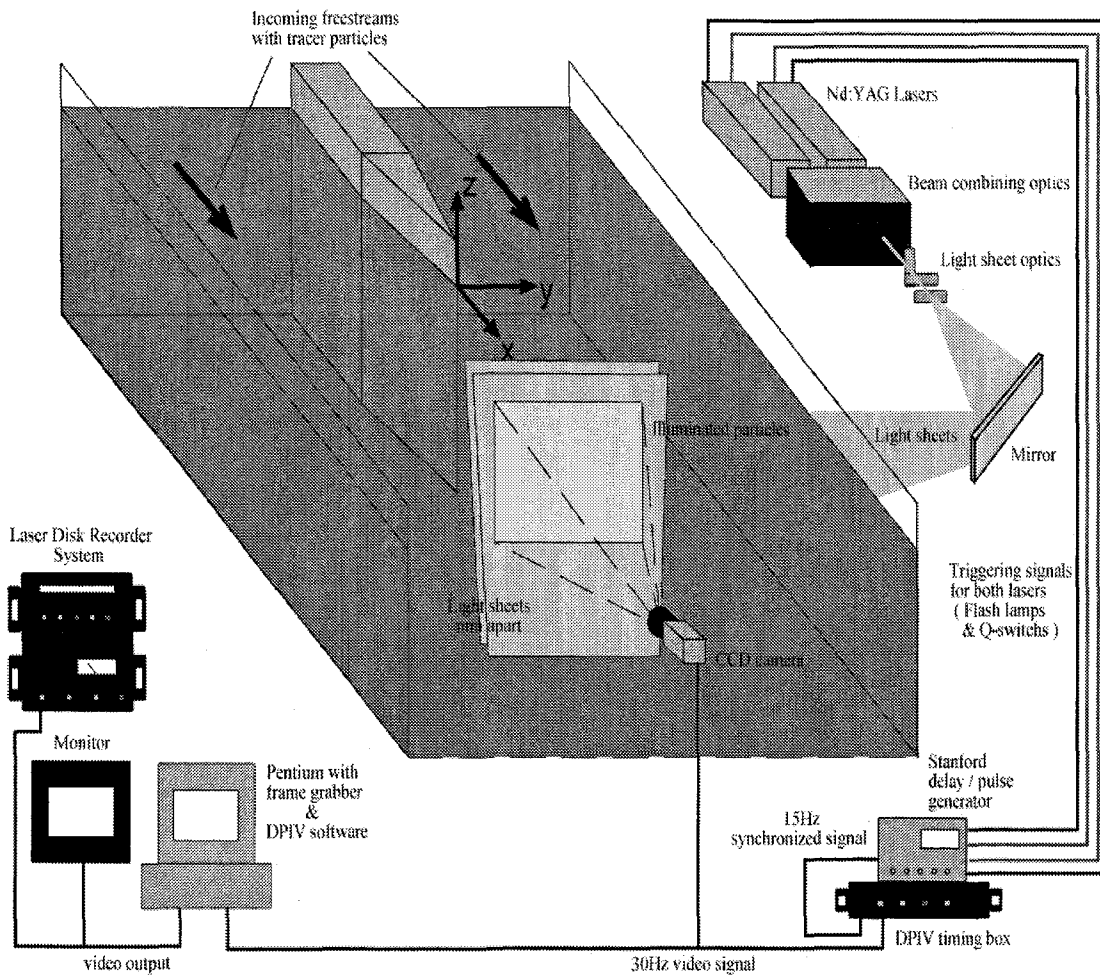 Incoming freestreams
with tracer particles
Nd:YAG Lasers
Beam combining optics
Light sheet optics
z
y
x
Illuminated particles
Light sheets
Mirror
Laser Disk Recorder
System
Light sheets
apart
CCD camera
Triggering signals
for both lasers
( Flash lamps
& Q-switchs )
Monitor
Pentium with
frame grabber
&
DPIV software
Stanford
delay / pulse
generator
15Hz
synchronized signal
DPIV timing box
video output
30Hz video signal